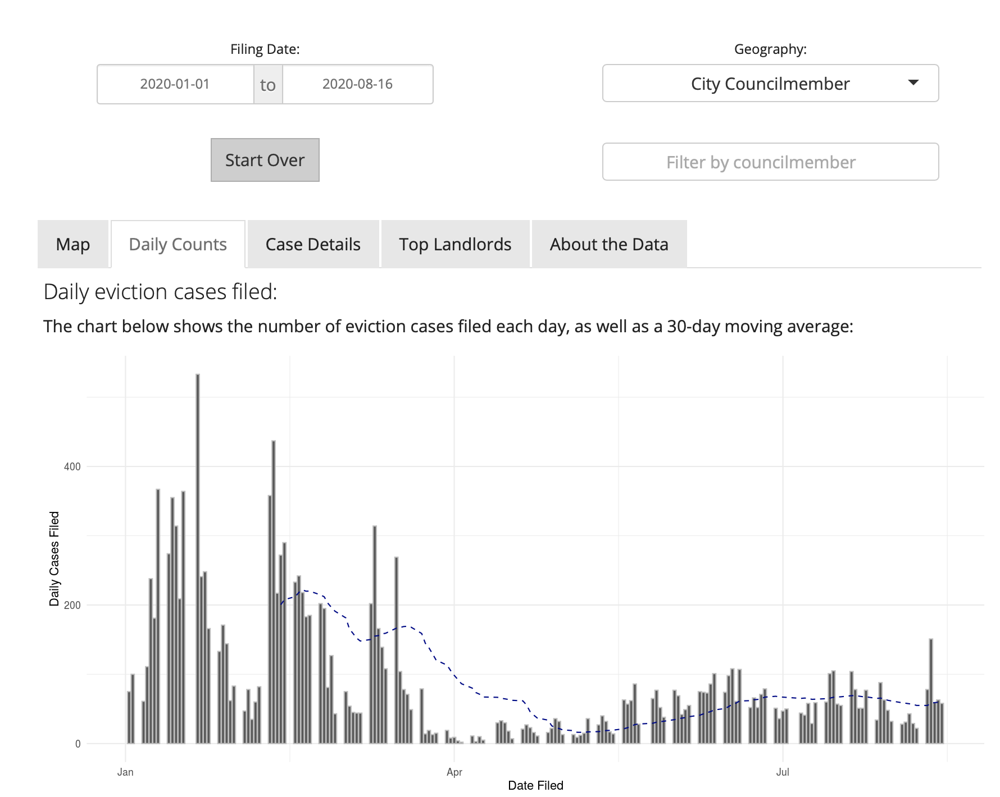 Filing Date:
Geography:
2020-01-01 to 2020-08-16
City Councilmember
Start Over
Filter by councilmember
Map
Daily Counts
Case Details
Top Landlords
About the Data
Daily eviction cases filed:
The chart below shows the number of eviction cases filed each day, as well as a 30-day moving average:
Daily Cases Filed
400
200
0
Jan
Apr
Jul
Date Filed